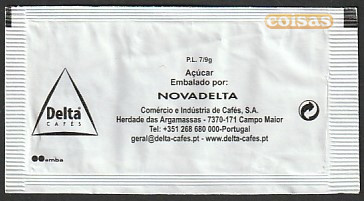 coisas
P.L. 7/9g
Açúcar
Embalado por:
NOVADELTA
Comércio e Indústria de Cafés, S.A.
Herdade das Argamassas - 7370-171 Campo Maior
Tel: +351 268 680 000-Portugal
geral@delta-cafes.pt - www.delta-cafes.pt
Delta
CAFÉS
amba